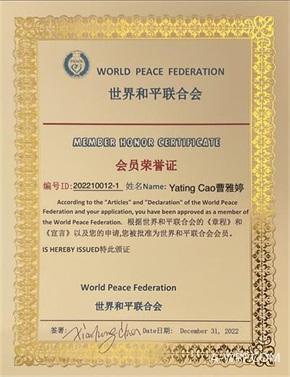 PEACE
WORLD PEACE FEDERATION
世界和平联合会
MEMBER HONOR CERTIFICATE
会员荣誉证
编号ID:202210012-1 姓名Name: Yating Cao曹雅婷
According to the "Articles" and "Declaration" of the World Peace
Federation and your application, you have been approved as a member of
the World Peace Federation. 根据世界和平联合会的《章程》和
《宣言》以及您的申请,您被批准为世界和平联合会会员。
IS HEREBY ISSUED特此颁证
World Peace Federation
世界和平联合会
签署: Date日期: December 31, 2022